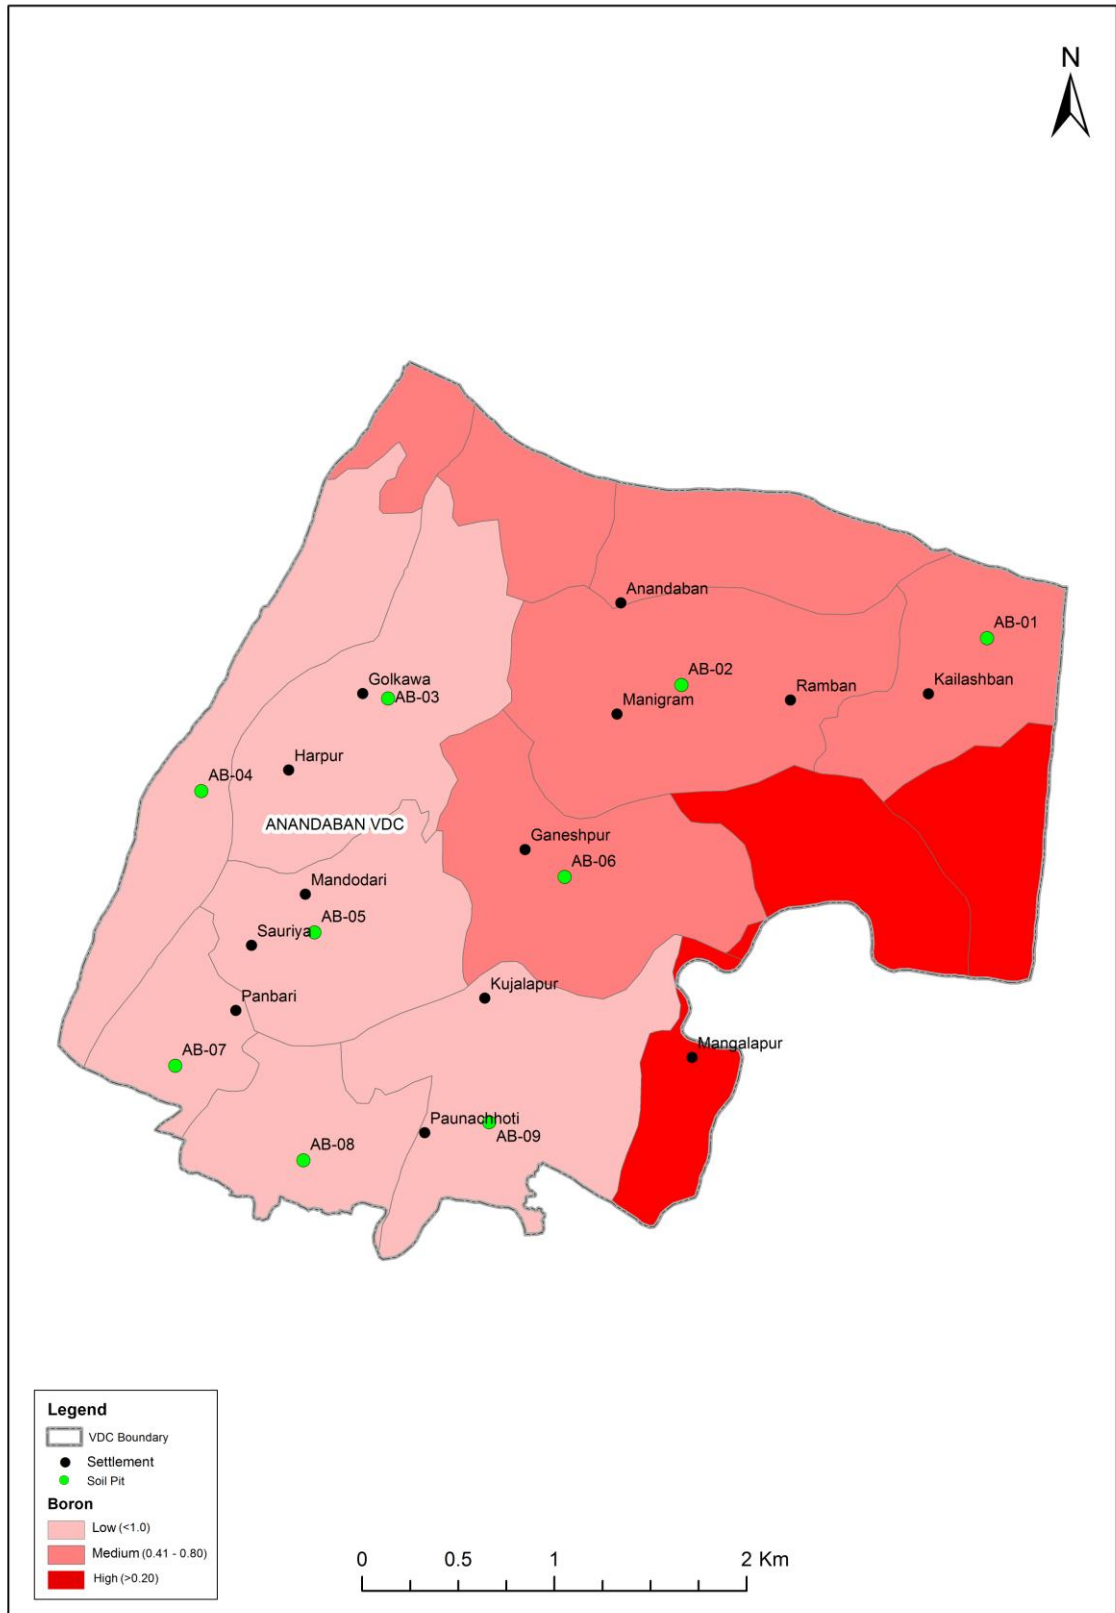 N
Anandaban
AB-01
AB-02
Golkawa
AB-03
Ramban
Kailashban
Manigram
Harpur
AB-04
ANANDABAN VDC
Ganeshpur
AB-06
Mandodari
AB-05
Sauriya
Panbari
Kujalapur
AB-07
Mangalapur
Paunachhoti
AB-09
AB-08
Legend
VDC Boundary
Settlement
Soil Pit
Boron
Low (<1.0)
Medium (0.41 - 0.80)
High (>0.20)
0 0.5 1 2 Km